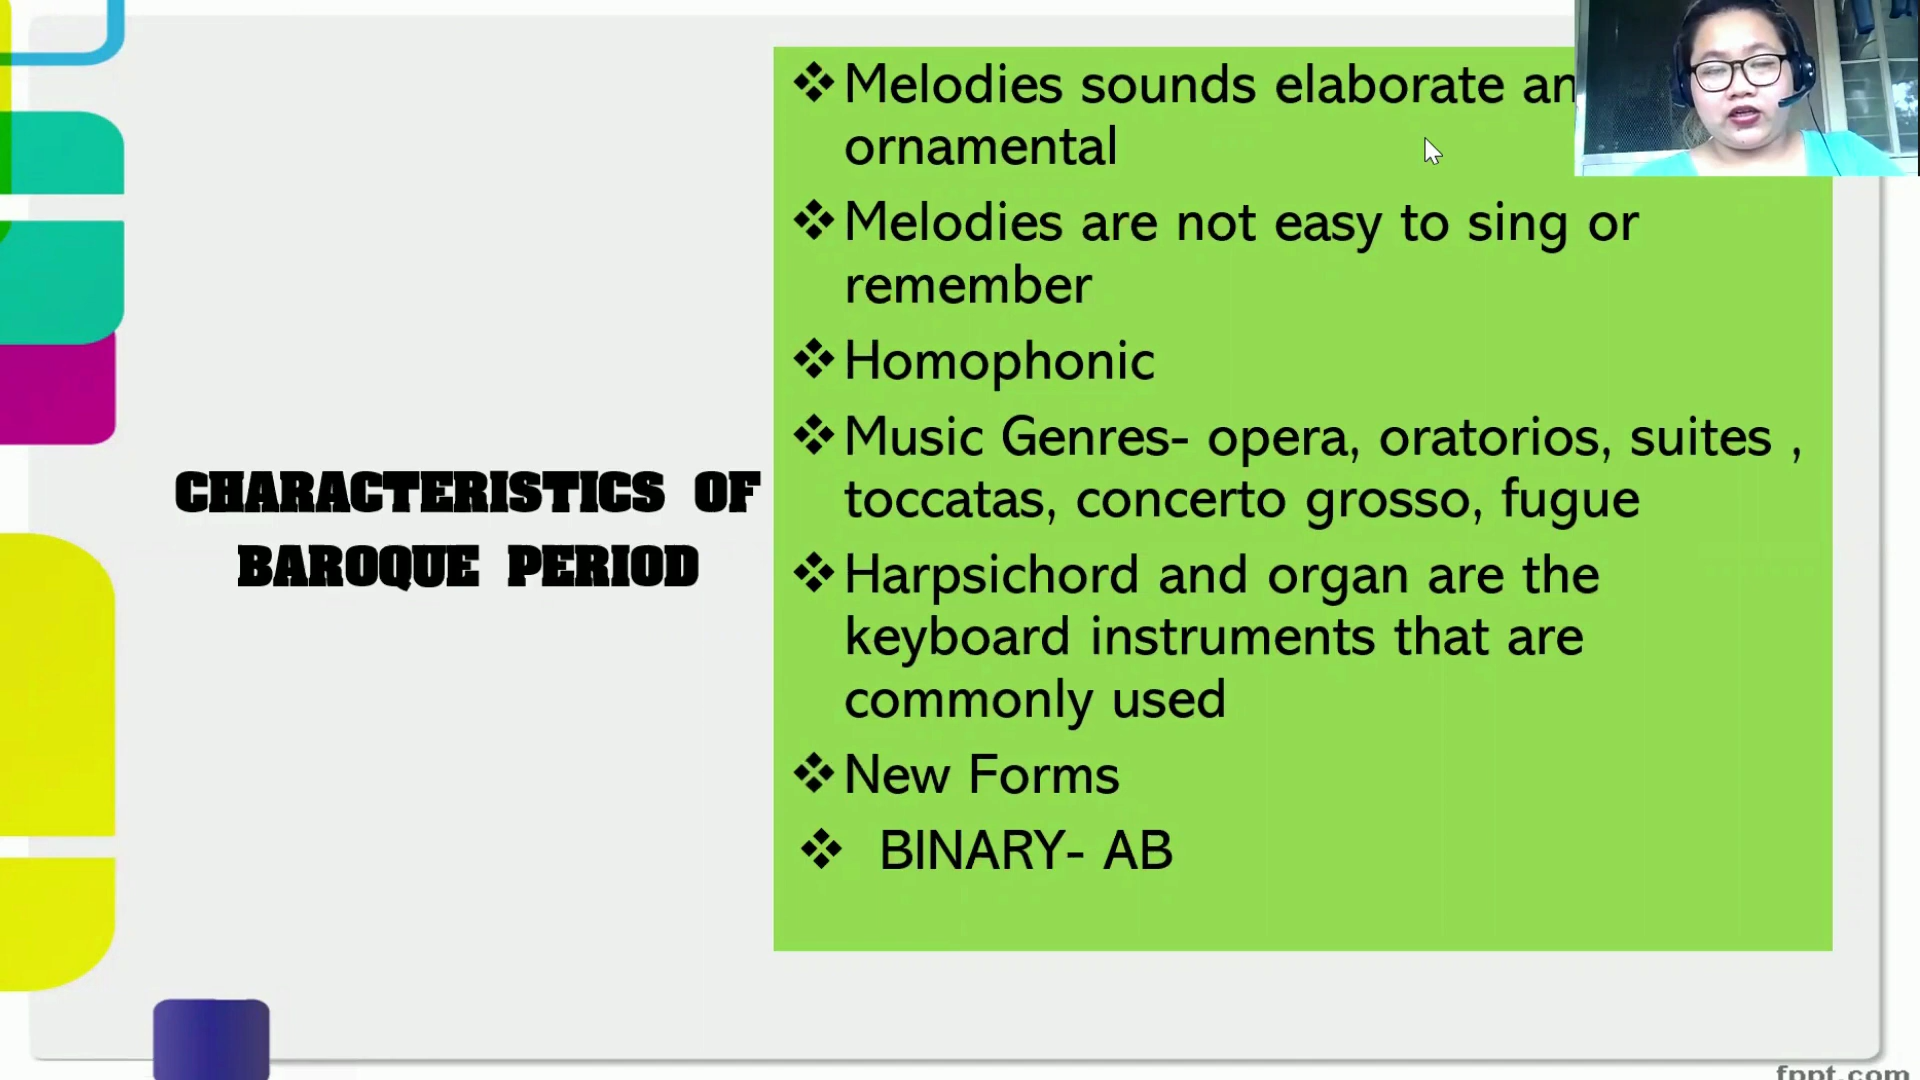 CHARACTERISTICS OF
BAROQUE PERIOD
❖Melodies sounds elaborate an
ornamental
❖Melodies are not easy to sing or
remember
❖Homophonic
❖Music Genres- opera, oratorios, suites ,
toccatas, concerto grosso, fugue
❖Harpsichord and organ are the
keyboard instruments that are
commonly used
❖New Forms
❖ BINARY- AB
fppt.com